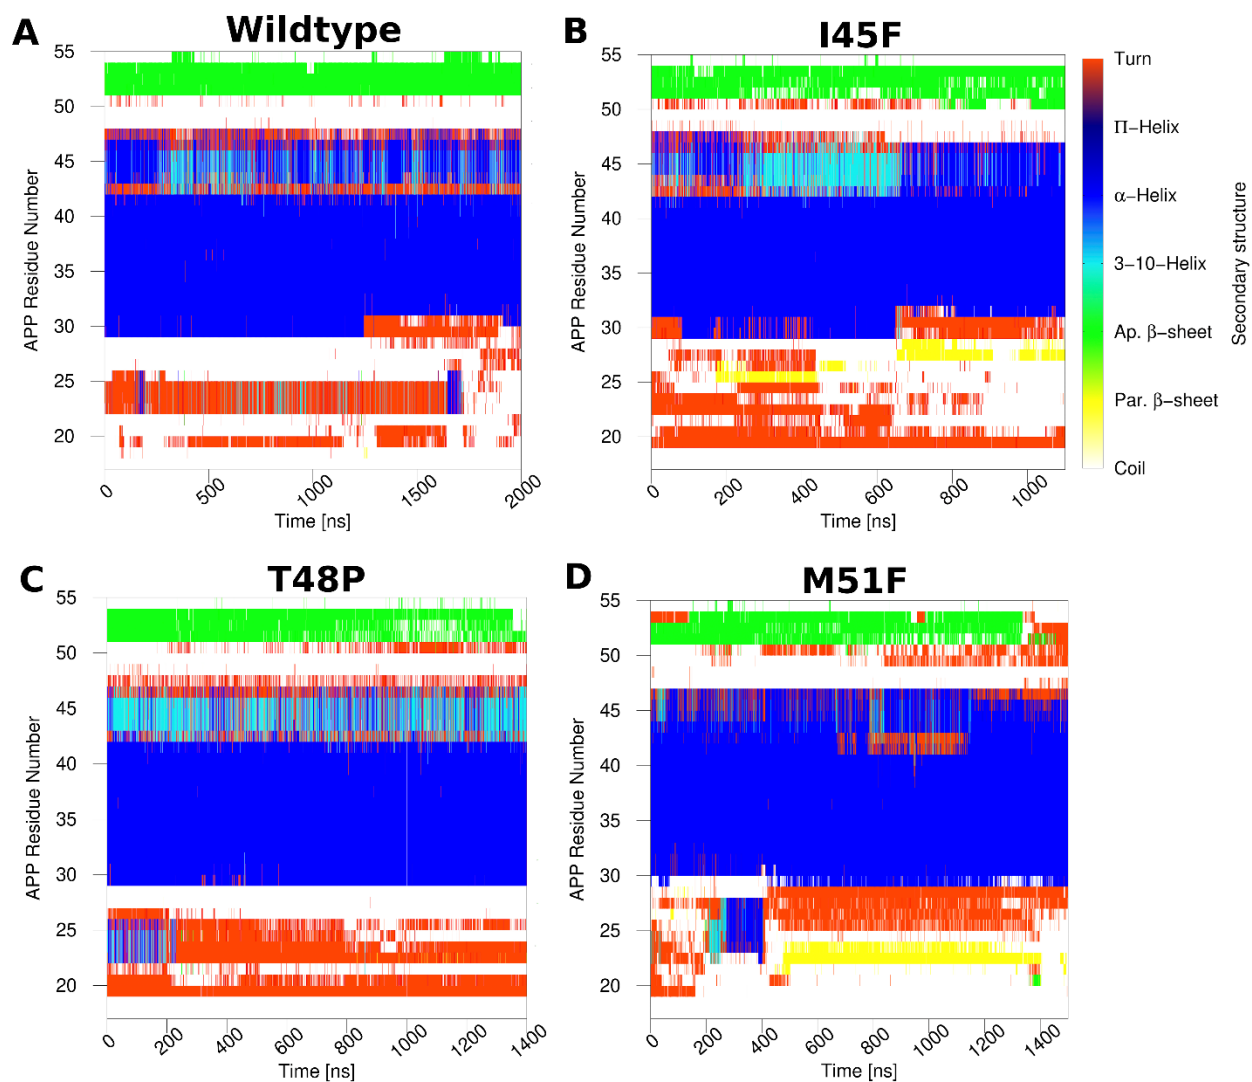 A
Wildtype
55
50
45
40
35
30
25
20
APP Residue Number
0
500
1000
1500
2000
Time [ns]
B
I45F
55
50
45
40
35
30
25
20
APP Residue Number
0
200
400
600
800
1000
Time [ns]
Turn
Π-Helix
α-Helix
3-10-Helix
Ap. β-sheet
Par. β-sheet
Coil
Secondary structure
C
T48P
55
50
45
40
35
30
25
20
APP Residue Number
0
200
400
600
800
1000
1200
1400
Time [ns]
D
M51F
55
50
45
40
35
30
25
20
APP Residue Number
0
200
400
600
800
1000
1200
1400
Time [ns]